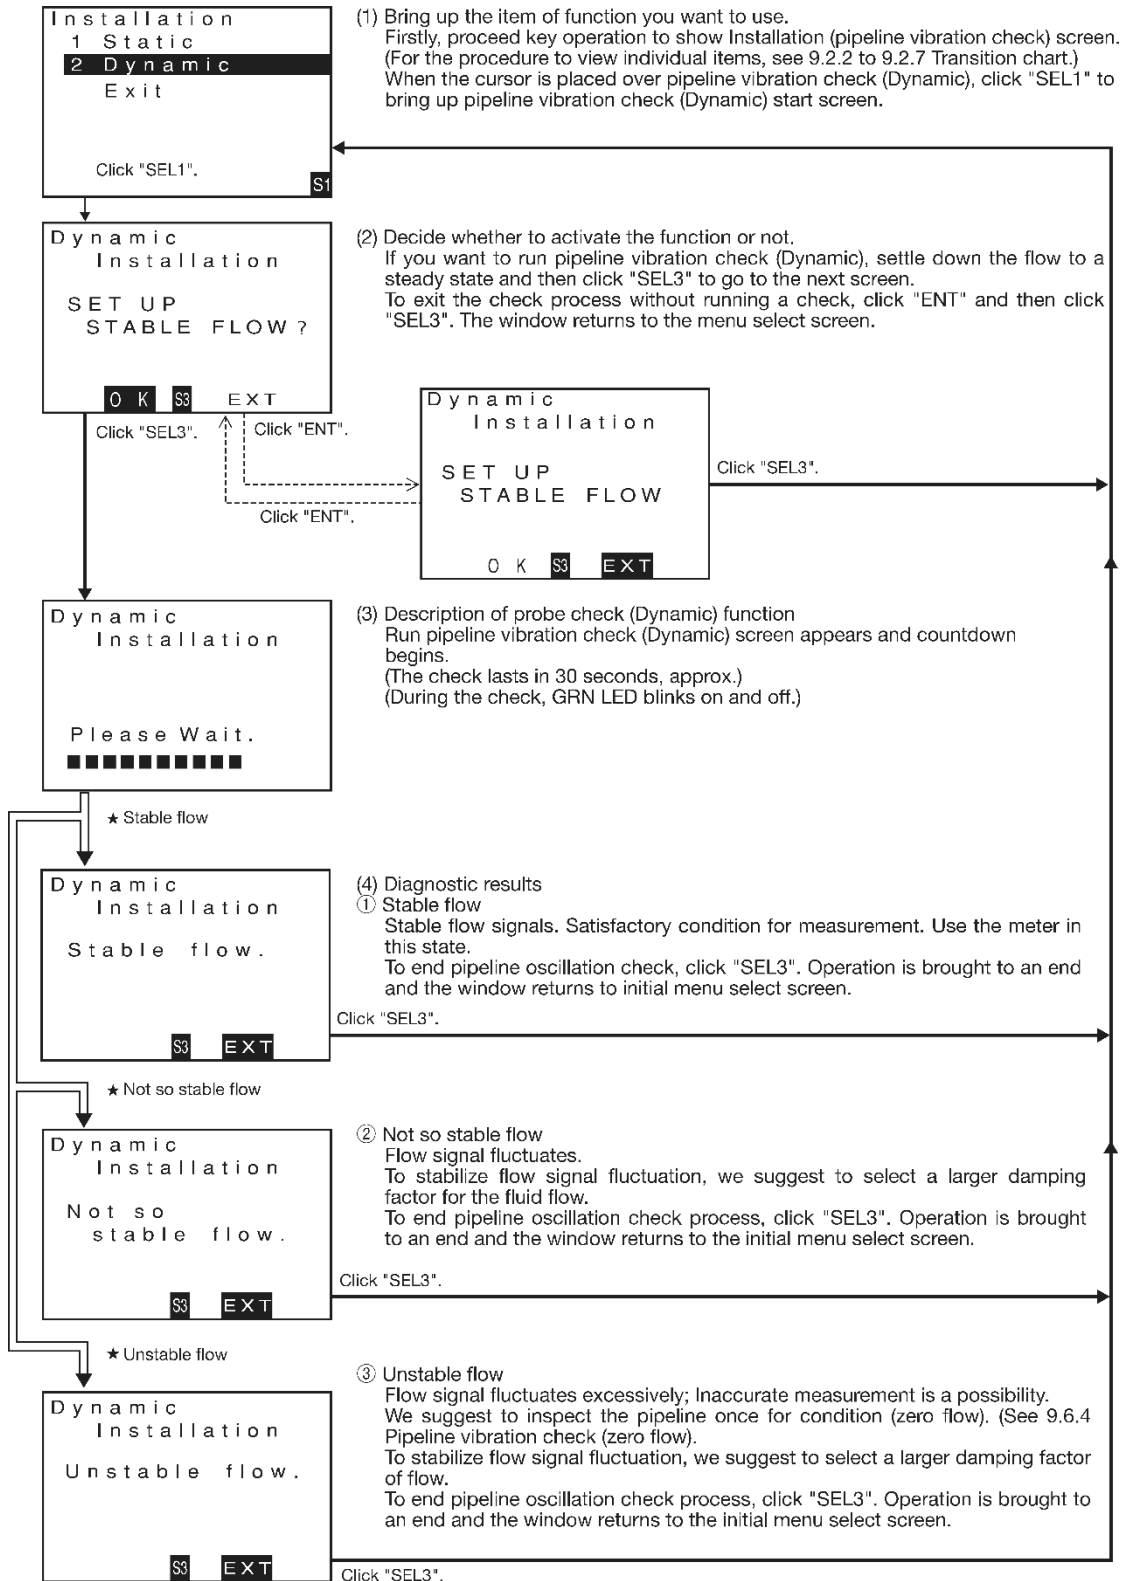 Installation
1 Static
2 Dynamic
Exit
Click "SEL1".
S1
(1) Bring up the item of function you want to use.
Firstly, proceed key operation to show Installation (pipeline vibration check) screen.
(For the procedure to view individual items, see 9.2.2 to 9.2.7 Transition chart.)
When the cursor is placed over pipeline vibration check (Dynamic), click "SEL1" to
bring up pipeline vibration check (Dynamic) start screen.
Dynamic
Installation
SET UP
STABLE FLOW?
OK S3 EXT
(2) Decide whether to activate the function or not.
If you want to run pipeline vibration check (Dynamic), settle down the flow to a
steady state and then click "SEL3" to go to the next screen.
To exit the check process without running a check, click "ENT" and then click
"SEL3". The window returns to the menu select screen.
Click "SEL3".
Click "ENT".
Click "ENT".
Dynamic
Installation
SET UP
STABLE FLOW
OK S3 EXT
Click "SEL3".
Dynamic
Installation
Please Wait.
(3) Description of probe check (Dynamic) function
Run pipeline vibration check (Dynamic) screen appears and countdown
begins.
(The check lasts in 30 seconds, approx.)
(During the check, GRN LED blinks on and off.)
★ Stable flow
Dynamic
Installation
Stable flow.
S3 EXT
(4) Diagnostic results
① Stable flow
Stable flow signals. Satisfactory condition for measurement. Use the meter in
this state.
To end pipeline oscillation check, click "SEL3". Operation is brought to an end
and the window returns to initial menu select screen.
Click "SEL3".
★ Not so stable flow
Dynamic
Installation
Not so
stable flow.
S3 EXT
② Not so stable flow
Flow signal fluctuates.
To stabilize flow signal fluctuation, we suggest to select a larger damping
factor for the fluid flow.
To end pipeline oscillation check process, click "SEL3". Operation is brought
to an end and the window returns to the initial menu select screen.
Click "SEL3".
★ Unstable flow
Dynamic
Installation
Unstable flow.
S3 EXT
③ Unstable flow
Flow signal fluctuates excessively; Inaccurate measurement is a possibility.
We suggest to inspect the pipeline once for condition (zero flow). (See 9.6.4
Pipeline vibration check (zero flow).
To stabilize flow signal fluctuation, we suggest to select a larger damping factor
of flow.
To end pipeline oscillation check process, click "SEL3". Operation is brought to
an end and the window returns to the initial menu select screen.
Click "SEL3".